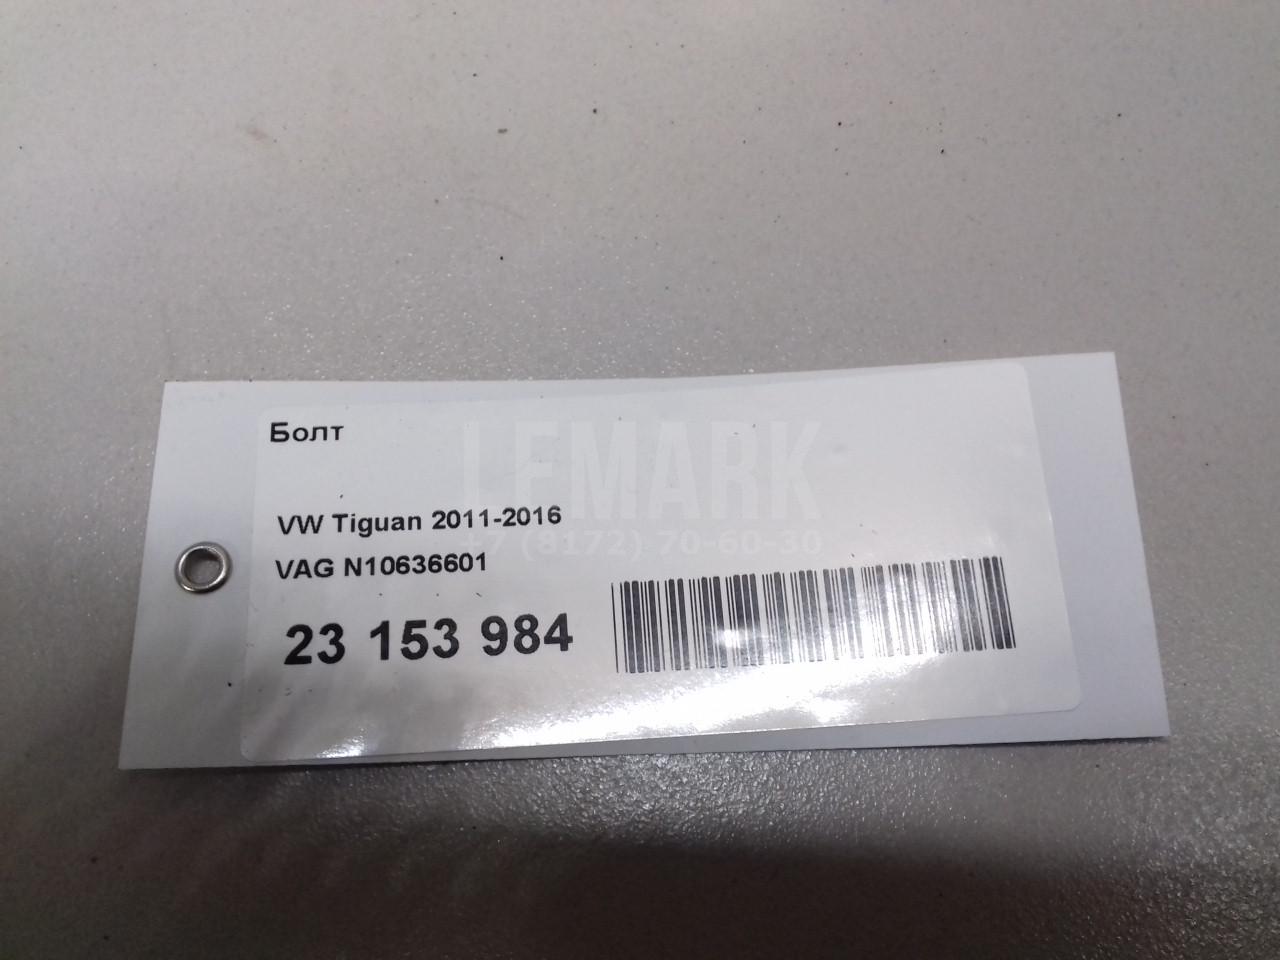 Болт
LEMARK
VW Tiguan 2011-2016
+7 (8172) 70-60-30
VAG N10636601
23 153 984